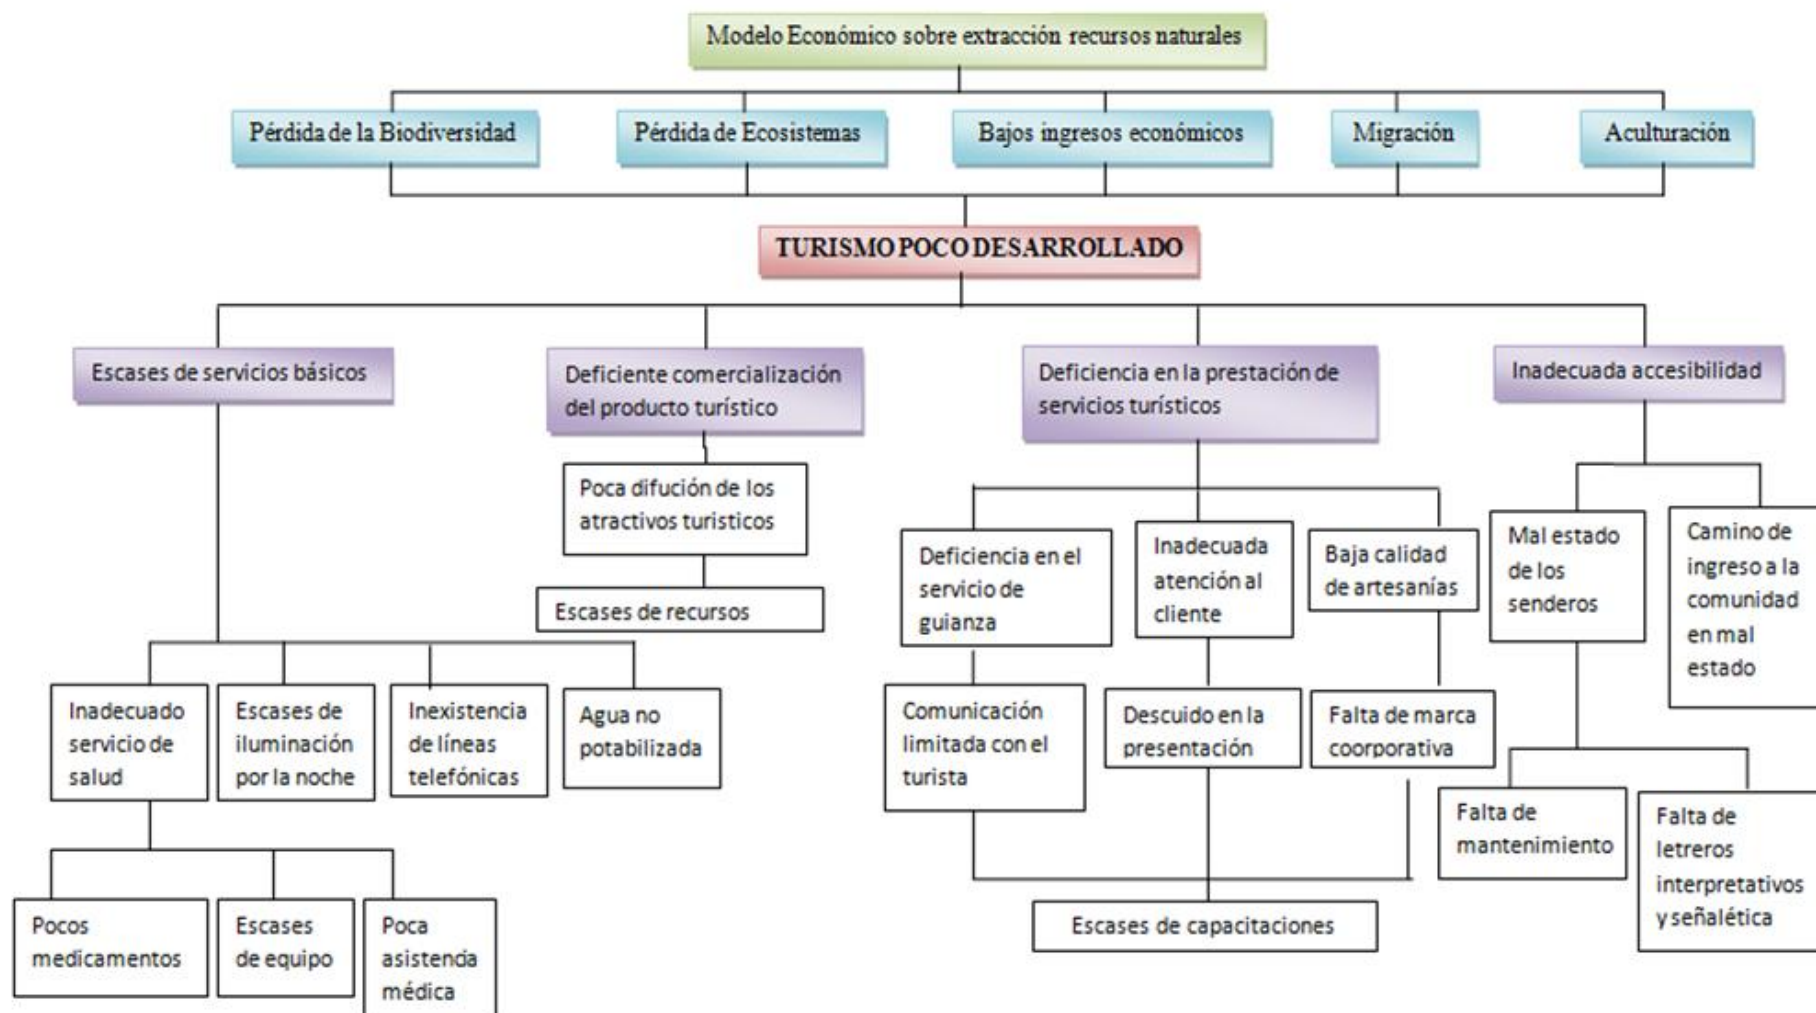 Modelo Económico sobre extracción recursos naturales
Pérdida de la Biodiversidad
Pérdida de Ecosistemas
Bajos ingresos económicos
Migración
Aculturación
TURISMO POCO DESARROLLADO
Escases de servicios básicos
Deficiente comercialización
del producto turístico
Deficiencia en la prestación de
servicios turísticos
Inadecuada accesibilidad
Poca difución de los
atractivos turisticos
Escases de recursos
Deficiencia en el
servicio de
guianza
Inadecuada
atención al
cliente
Baja calidad
de artesanías
Mal estado
de los
senderos
Camino de
ingreso a la
comunidad
en mal
estado
Inadecuado
servicio de
salud
Escases de
iluminación
por la noche
Inexistencia
de líneas
telefónicas
Agua no
potabilizada
Comunicación
limitada con el
turista
Descuido en la
presentación
Falta de marca
coorporativa
Falta de
mantenimiento
Falta de
letreros
interpretativos
y señalética
Pocos
medicamentos
Escases
de equipo
Poca
asistencia
médica
Escases de capacitaciones